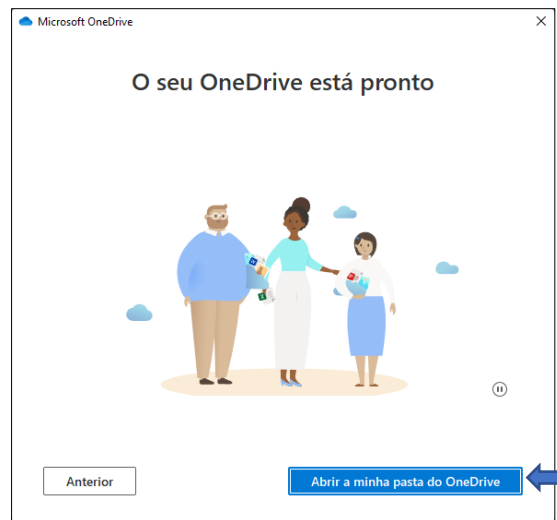 Microsoft OneDrive
O seu OneDrive está pronto
Anterior
Abrir a minha pasta do OneDrive